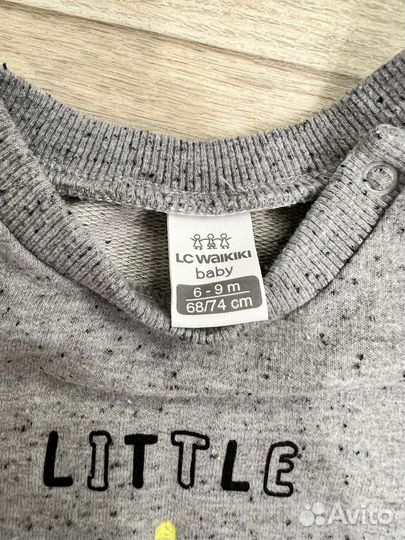 LC WAIKIKI
baby
6 - 9 m
68/74 cm
LITTLE
Avito